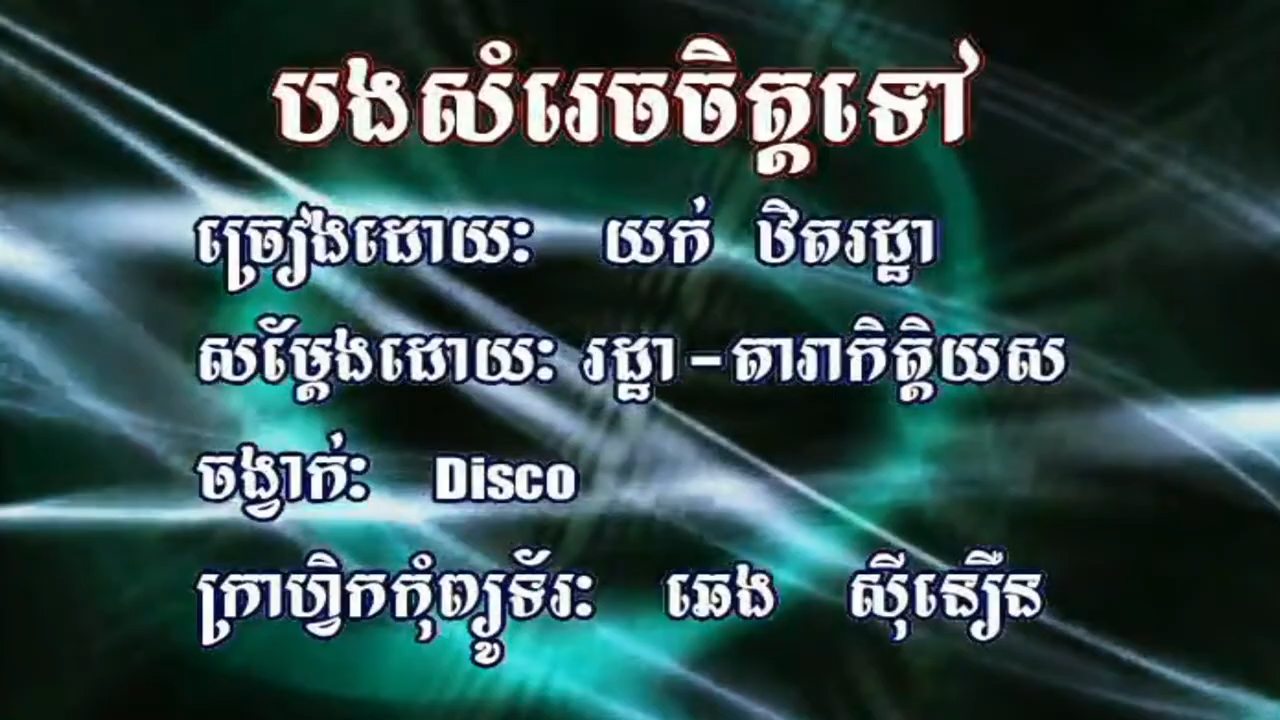 បងសំរេចចិត្តទៅ
ច្រៀងដោយៈ យក់ ឋិតរដ្ឋា
សម្ដែងដោយៈ រដ្ឋា - តារាកិត្តិយស
ចង្វាក់ៈ Disco
ក្រាហ្វិកកុំព្យូទ័រៈ ឆេង ស៊ីនឿន